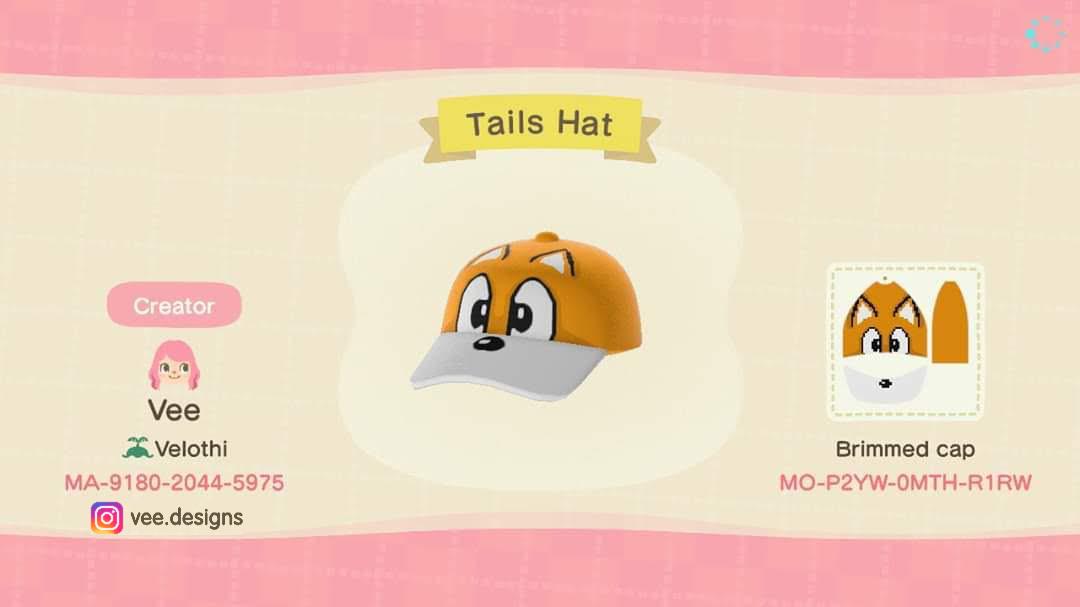 Tails Hat
Creator
Vee
Velothi
MA-9180-2044-5975
vee.designs
Brimmed cap
MO-P2YW-0MTH-R1RW